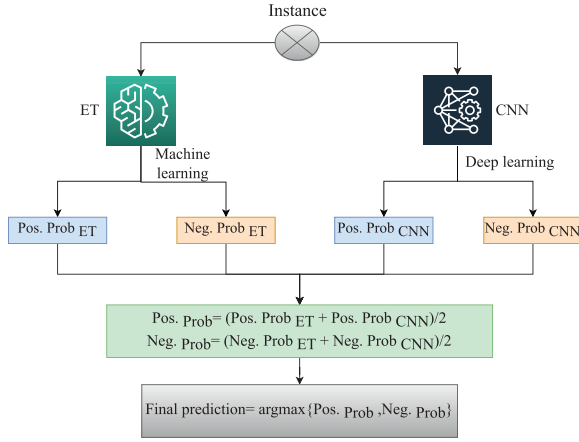 Instance
ET
CNN
Machine
learning
Deep learning
Pos. Prob ET
Neg. Prob ET
Pos. Prob CNN
Neg. Prob CNN
Pos. Prob= (Pos. Prob ET + Pos. Prob CNN)/2
Neg. Prob= (Neg. Prob ET + Neg. Prob CNN)/2
Final prediction= argmax{Pos. Prob ,Neg. Prob}